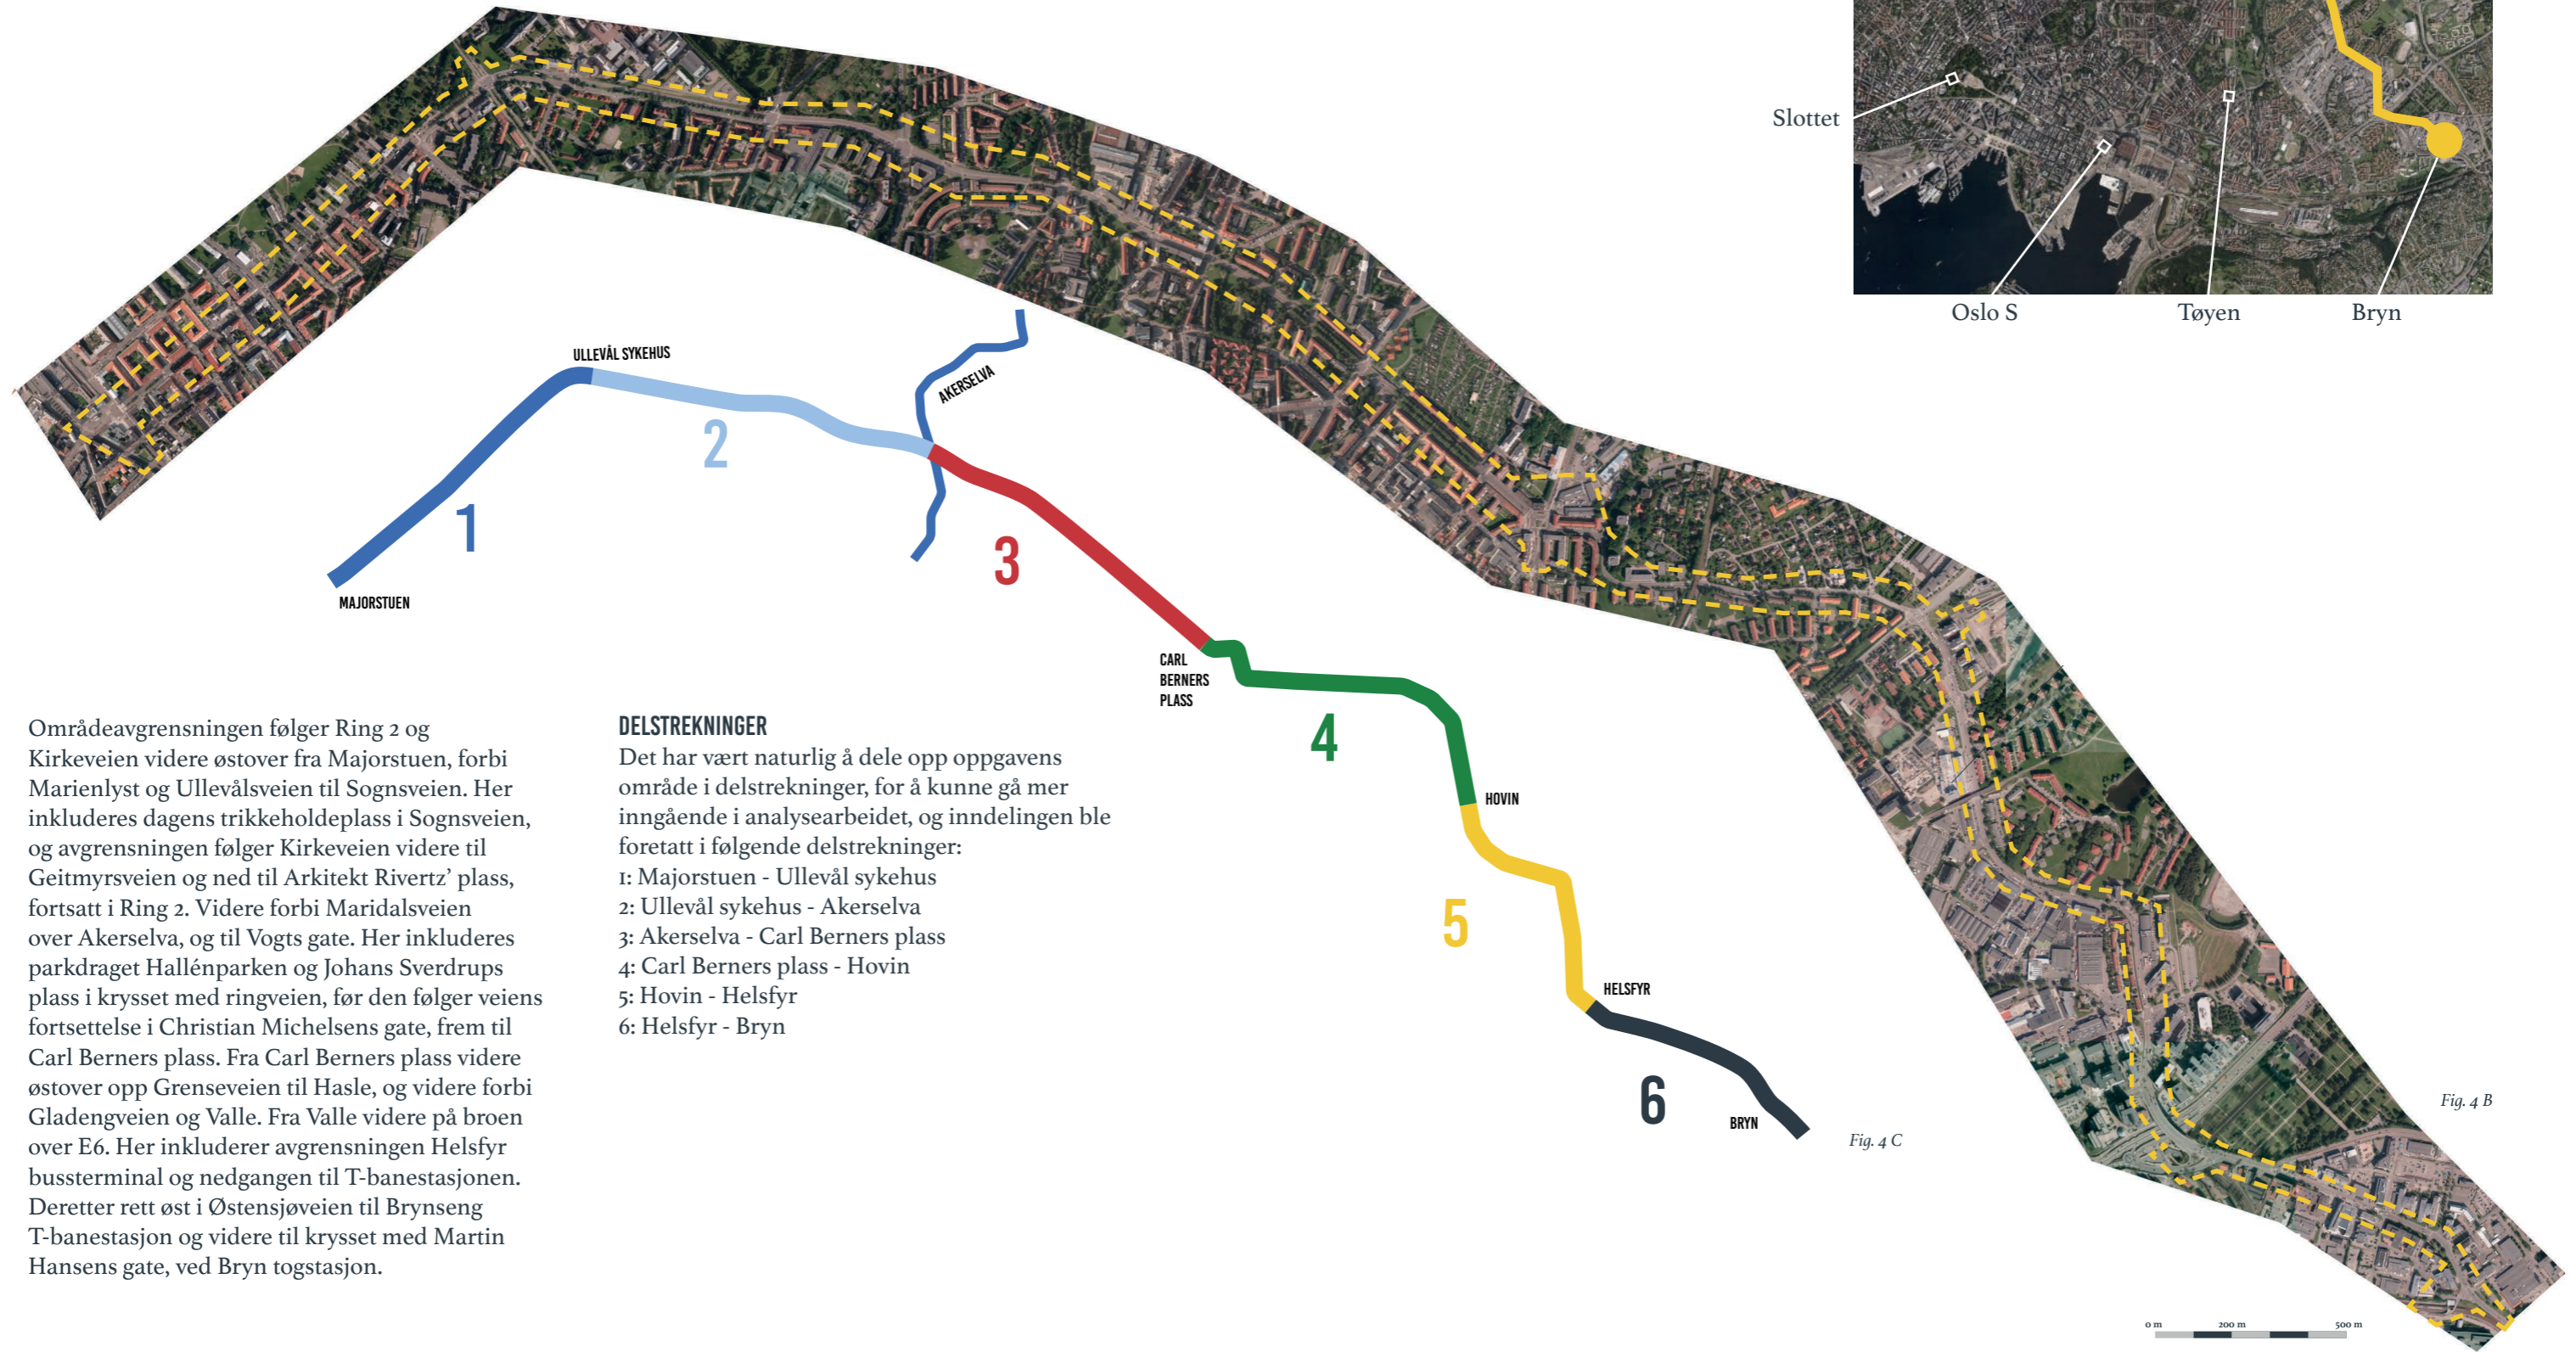 Slottet
Oslo S
Tøyen
Bryn
ULLEVÅL SYKEHUS
AKERSELVA
2
1
3
MAJORSTUEN
CARL
BERNERS
PLASS
4
HOVIN
5
HELSFYR
6
BRYN
Fig. 4 B
Fig. 4 C
Områdeavgrensningen følger Ring 2 og
Kirkeveien videre østover fra Majorstuen, forbi
Marienlyst og Ullevålsveien til Sognsveien. Her
inkluderes dagens trikkeholdeplass i Sognsveien,
og avgrensningen følger Kirkeveien videre til
Geitmyrsveien og ned til Arkitekt Rivertz’ plass,
fortsatt i Ring 2. Videre forbi Maridalsveien
over Akerselva, og til Vogts gate. Her inkluderes
parkdraget Hallénparken og Johans Sverdrups
plass i krysset med ringveien, før den følger veiens
fortsettelse i Christian Michelsens gate, frem til
Carl Berners plass. Fra Carl Berners plass videre
østover opp Grenseveien til Hasle, og videre forbi
Gladengveien og Valle. Fra Valle videre på broen
over E6. Her inkluderer avgrensningen Helsfyr
bussterminal og nedgangen til T-banestasjonen.
Deretter rett øst i Østensjøveien til Brynseng
T-banestasjon og videre til krysset med Martin
Hansens gate, ved Bryn togstasjon.
DELSTREKNINGER
Det har vært naturlig å dele opp oppgavens
område i delstrekninger, for å kunne gå mer
inngående i analysearbeidet, og inndelingen ble
foretatt i følgende delstrekninger:
1: Majorstuen - Ullevål sykehus
2: Ullevål sykehus - Akerselva
3: Akerselva - Carl Berners plass
4: Carl Berners plass - Hovin
5: Hovin - Helsfyr
6: Helsfyr - Bryn
0 m 200 m 500 m